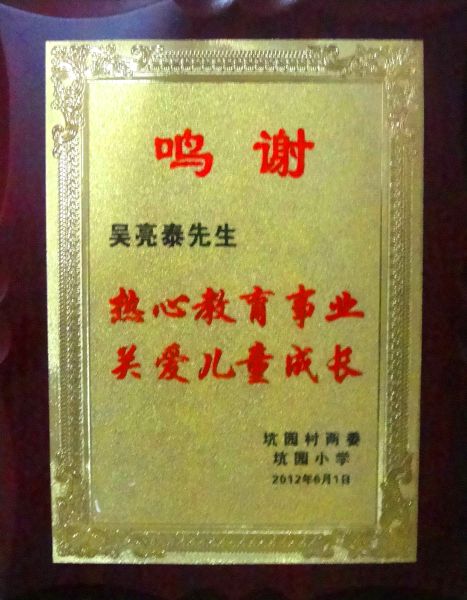 鸣 谢
吴亮泰先生
热心教育事业
关爱儿童成长
坑园村两委
坑园小学
2012年6月1日